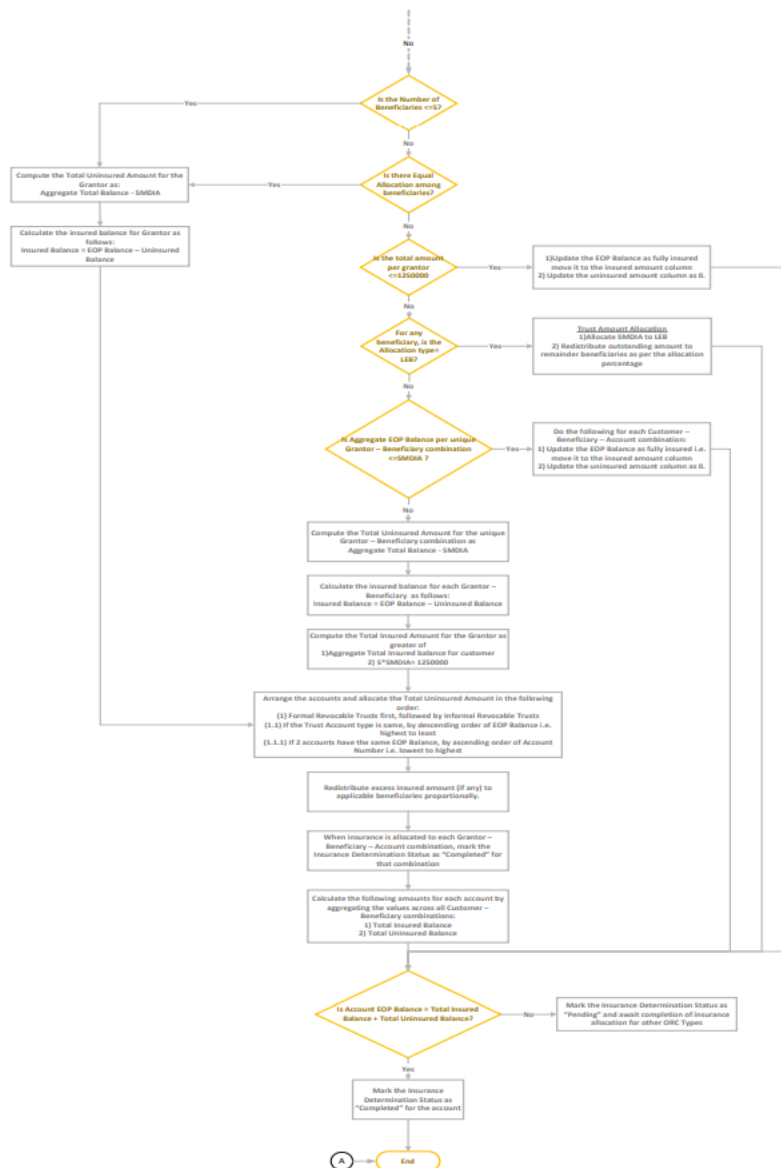 No
Is the Number of
Beneficiaries <=5?
Yes
No
Compute the Total Uninsured Amount for the
Grantor as:
Aggregate Total Balance - SMDIA
Yes
Is there Equal
Allocation among
beneficiaries?
No
Calculate the insured balance for Grantor as
follows:
Insured Balance = EOP Balance – Uninsured
Balance
Is the total amount
per grantor
<=1250000
Yes
1)Update the EOP Balance as fully insured
move it to the insured amount column
2) Update the uninsured amount column as 0.
No
For any
beneficiary, is the
Allocation type=
LEB?
Yes
Trust Amount Allocation
1)Allocate SMDIA to LEB
2) Redistribute outstanding amount to
remainder beneficiaries as per the allocation
percentage
No
Is Aggregate EOP Balance per unique
Grantor – Beneficiary combination
<=SMDIA ?
Yes
Do the following for each Customer –
Beneficiary – Account combination:
1) Update the EOP Balance as fully insured i.e.
move it to the insured amount column
2) Update the uninsured amount column as 0.
No
Compute the Total Uninsured Amount for the unique
Grantor – Beneficiary combination as
Aggregate Total Balance - SMDIA
Calculate the insured balance for each Grantor –
Beneficiary as follows:
Insured Balance = EOP Balance – Uninsured Balance
Compute the Total Insured Amount for the Grantor as
greater of
1)Aggregate Total Insured balance for customer
2) 5*SMDIA= 1250000
Arrange the accounts and allocate the Total Uninsured Amount in the following
order:
(1) Formal Revocable Trusts first, followed by Informal Revocable Trusts
(1.1) If the Trust Account type is same, by descending order of EOP Balance i.e.
highest to least
(1.1.1) If 2 accounts have the same EOP Balance, by ascending order of Account
Number i.e. lowest to highest
Redistribute excess insured amount (if any) to
applicable beneficiaries proportionally.
When Insurance is allocated to each Grantor –
Beneficiary – Account combination, mark the
Insurance Determination Status as "Completed" for
that combination
Calculate the following amounts for each account by
aggregating the values across all Customer –
Beneficiary combinations:
1) Total Insured Balance
2) Total Uninsured Balance
Is Account EOP Balance = Total Insured
Balance + Total Uninsured Balance?
No
Mark the Insurance Determination Status as
"Pending" and await completion of insurance
allocation for other ORC Types
Yes
Mark the Insurance
Determination Status as
"Completed" for the account
A
End